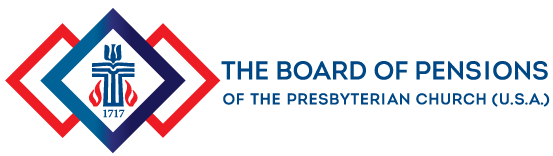 THE BOARD OF PENSIONS
OF THE PRESBYTERIAN CHURCH (U.S.A.)
1717